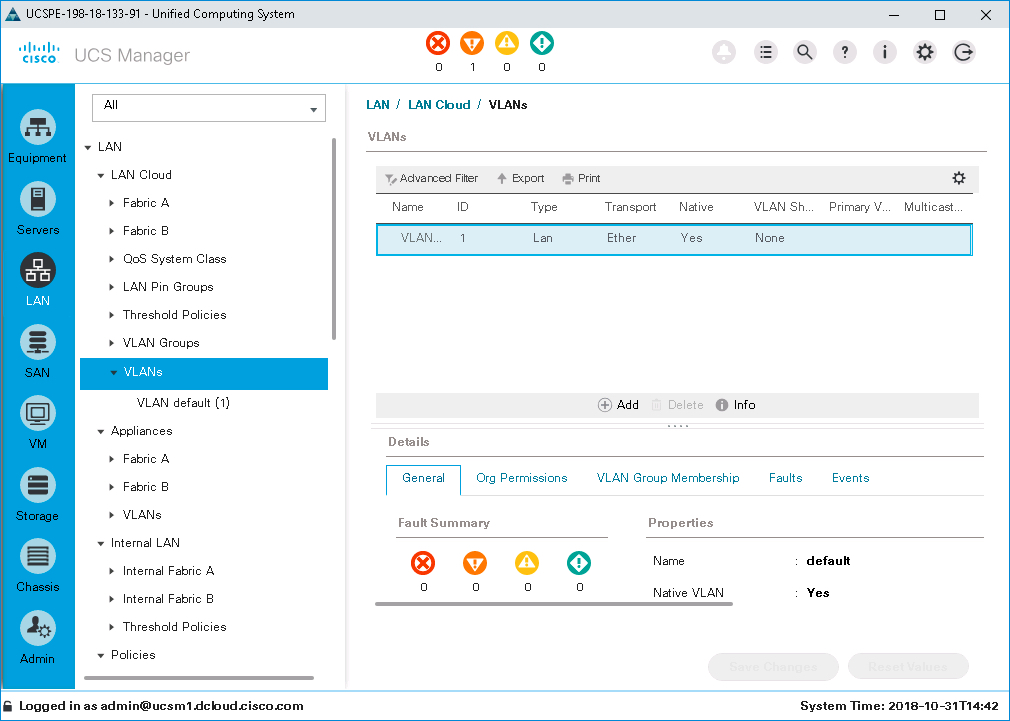 UCSPE-198-18-133-91 - Unified Computing System
cisco UCS Manager
0 1 0 0
?
i
Equipment
Servers
LAN
SAN
VM
Storage
Chassis
Admin
All
LAN
LAN Cloud
Fabric A
Fabric B
QoS System Class
LAN Pin Groups
Threshold Policies
VLAN Groups
VLANs
VLAN default (1)
Appliances
Fabric A
Fabric B
VLANs
Internal LAN
Internal Fabric A
Internal Fabric B
Threshold Policies
Policies
LAN / LAN Cloud / VLANs
VLANs
Advanced Filter Export Print
Name ID Type Transport Native VLAN Sh... Primary V... Multicast...
VLAN... 1 Lan Ether Yes None
Add Delete Info
Details
General Org Permissions VLAN Group Membership Faults Events
Fault Summary
0 0 0 0
Properties
Name : default
Native VLAN : Yes
Save Changes Reset Values
Logged in as admin@ucsm1.dcloud.cisco.com
System Time: 2018-10-31T14:42